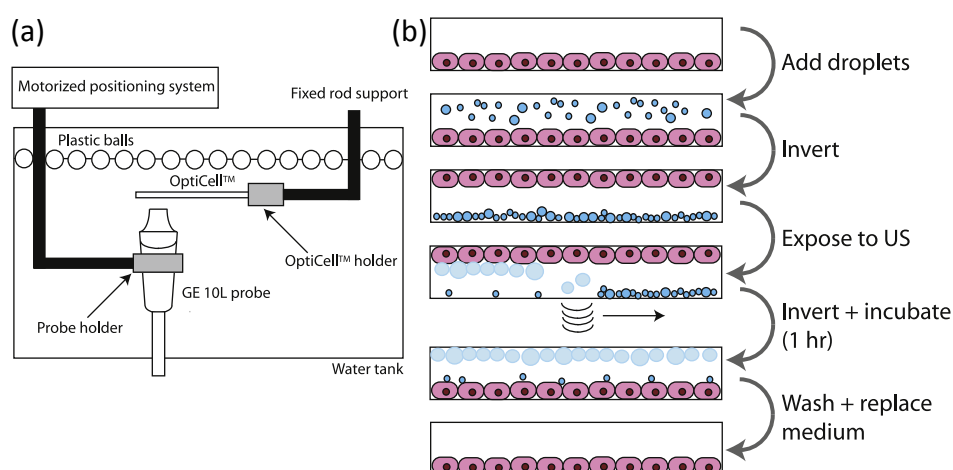 (a)
Motorized positioning system
Fixed rod support
Plastic balls
OptiCell™
OptiCell™ holder
GE 10L probe
Probe holder
Water tank
(b)
Add droplets
Invert
Expose to US
Invert + incubate
(1 hr)
Wash + replace
medium